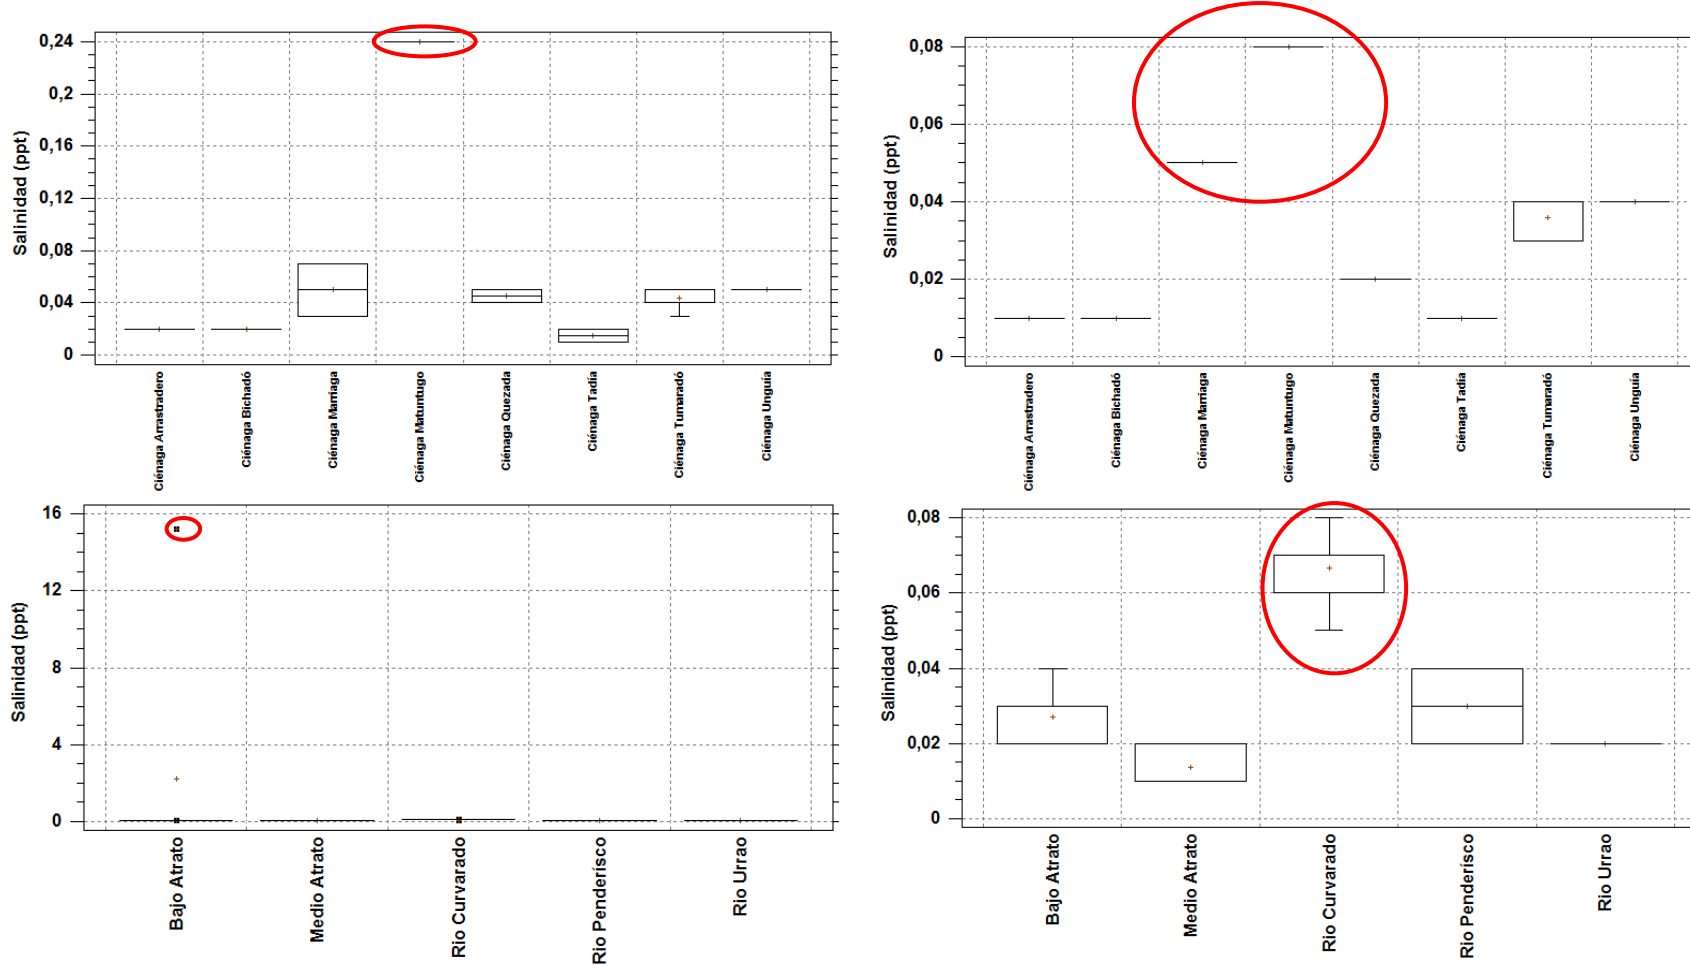 0,24
0,2
0,16
0,12
0,08
0,04
0
Salinidad (ppt)
Ciénaga Arrastradero
Ciénaga Bichadó
Ciénaga Marriaga
Ciénaga Matuntugo
Ciénaga Quezada
Ciénaga Tadía
Ciénaga Tumaradó
Ciénaga Unguía
0,08
0,06
0,04
0,02
0
Salinidad (ppt)
Ciénaga Arrastradero
Ciénaga Bichadó
Ciénaga Marriaga
Ciénaga Matuntugo
Ciénaga Quezada
Ciénaga Tadía
Ciénaga Tumaradó
Ciénaga Unguía
16
12
8
4
0
Salinidad (ppt)
Bajo Atrato
Medio Atrato
Rio Curvarado
Rio Penderísco
Rio Urrao
0,08
0,06
0,04
0,02
0
Salinidad (ppt)
Bajo Atrato
Medio Atrato
Rio Curvarado
Rio Penderísco
Rio Urrao